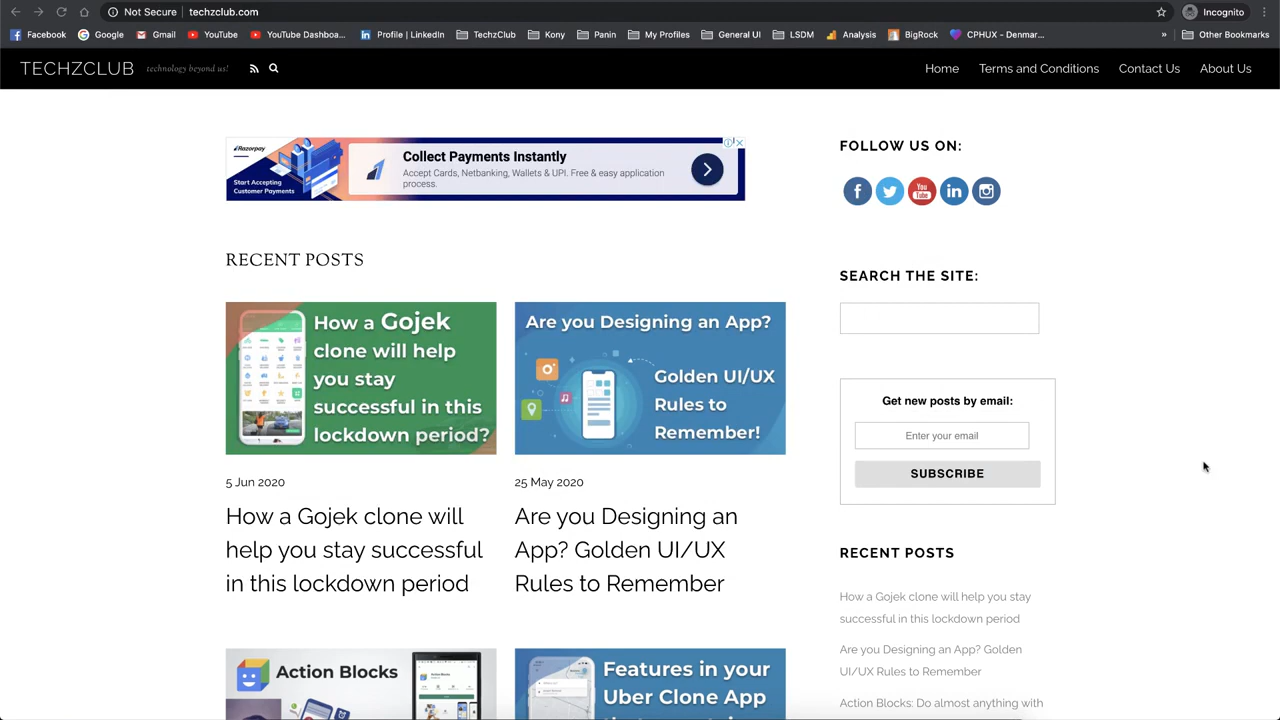 Not Secure | techzclub.com
Incognito
Facebook Google Gmail YouTube YouTube Dashboa... Profile | LinkedIn TechzClub Kony Panin My Profiles General UI LSDM Analysis BigRock CPHUX - Denmar... » Other Bookmarks
TECHZCLUB technology beyond us!
Home Terms and Conditions Contact Us About Us
Razorpay
Start Accepting
Customer Payments
Collect Payments Instantly
Accept Cards, Netbanking, Wallets & UPI. Free & easy application
process.
FOLLOW US ON:
You
Tube
SEARCH THE SITE:
RECENT POSTS
How a Gojek
clone will help
you stay
successful in this
lockdown period?
Are you Designing an App?
Golden UI/UX
Rules to
Remember!
Get new posts by email:
Enter your email
SUBSCRIBE
5 Jun 2020
How a Gojek clone will
help you stay successful
in this lockdown period
25 May 2020
Are you Designing an
App? Golden UI/UX
Rules to Remember
RECENT POSTS
How a Gojek clone will help you stay
successful in this lockdown period
Are you Designing an App? Golden
UI/UX Rules to Remember
Action Blocks: Do almost anything with
Action Blocks
Action Blocks
Features in your
Uber Clone App